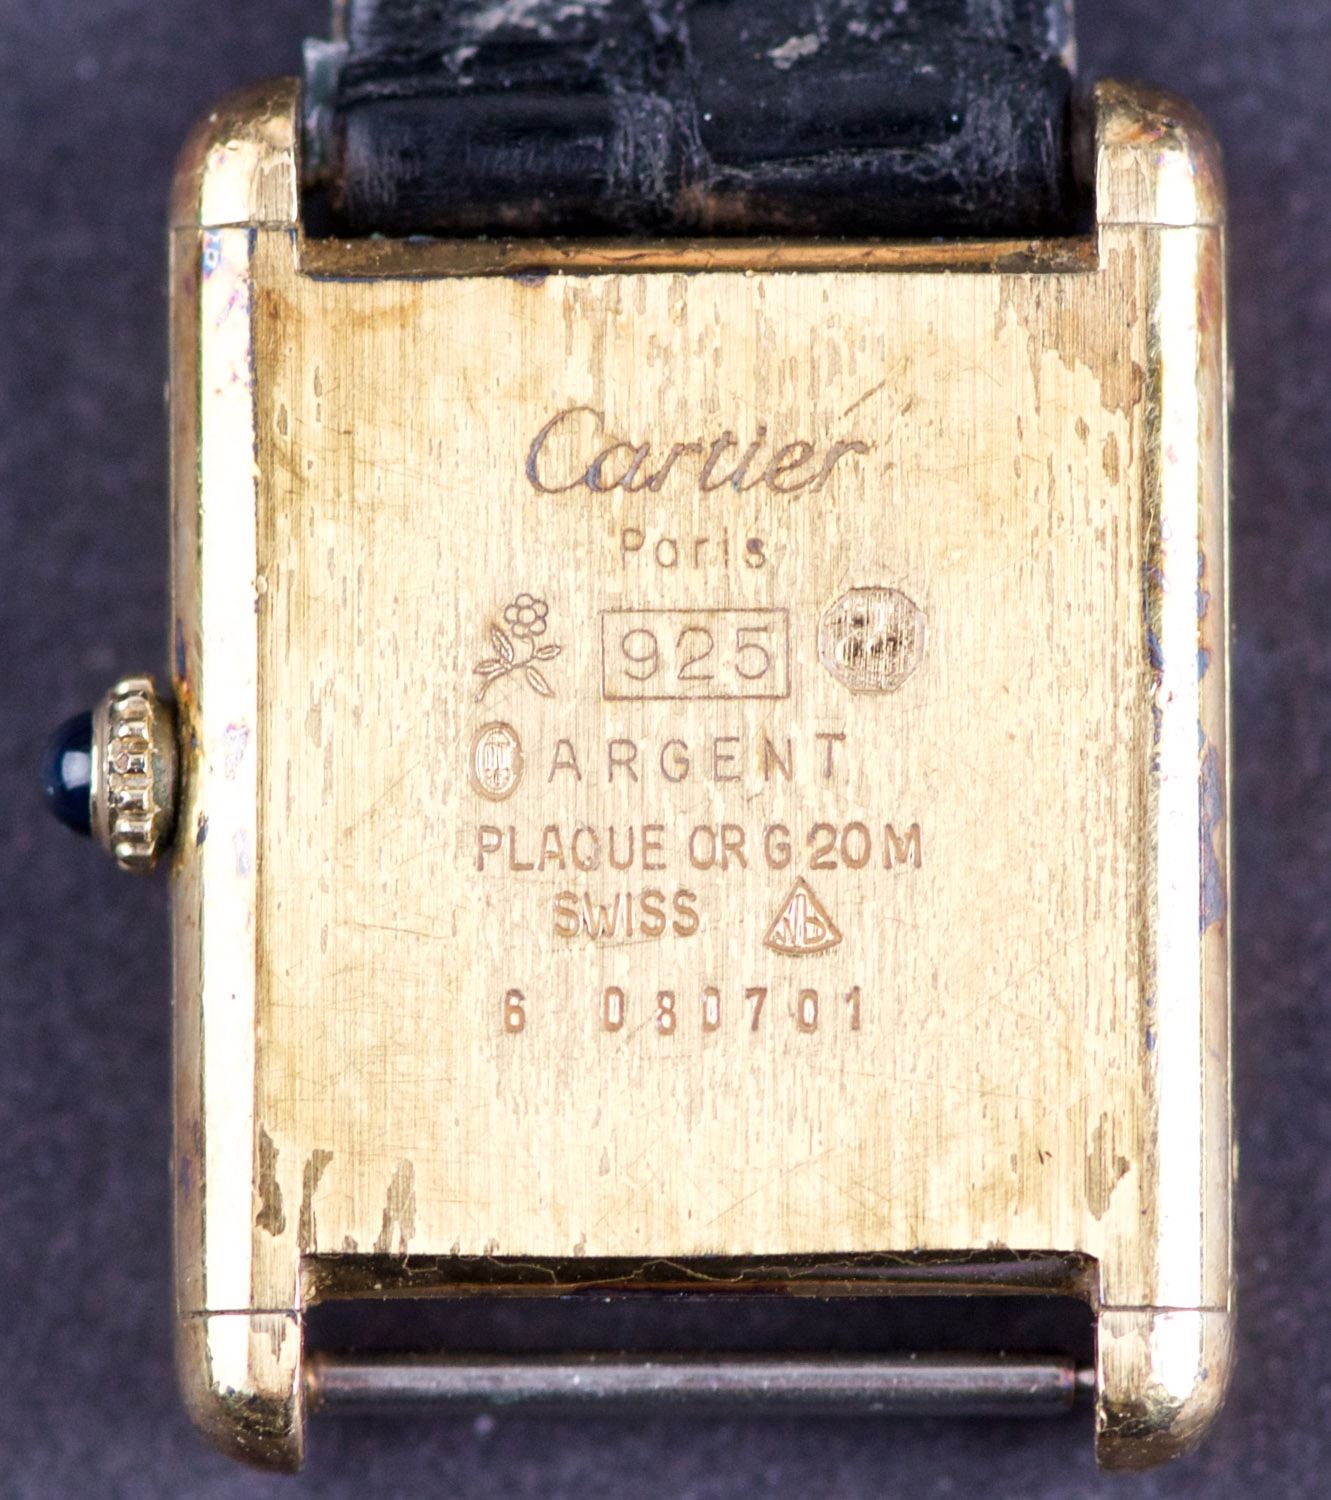 Cartier
Paris
925
ARGENT
PLAQUE OR G 20 M
SWISS
6 080701